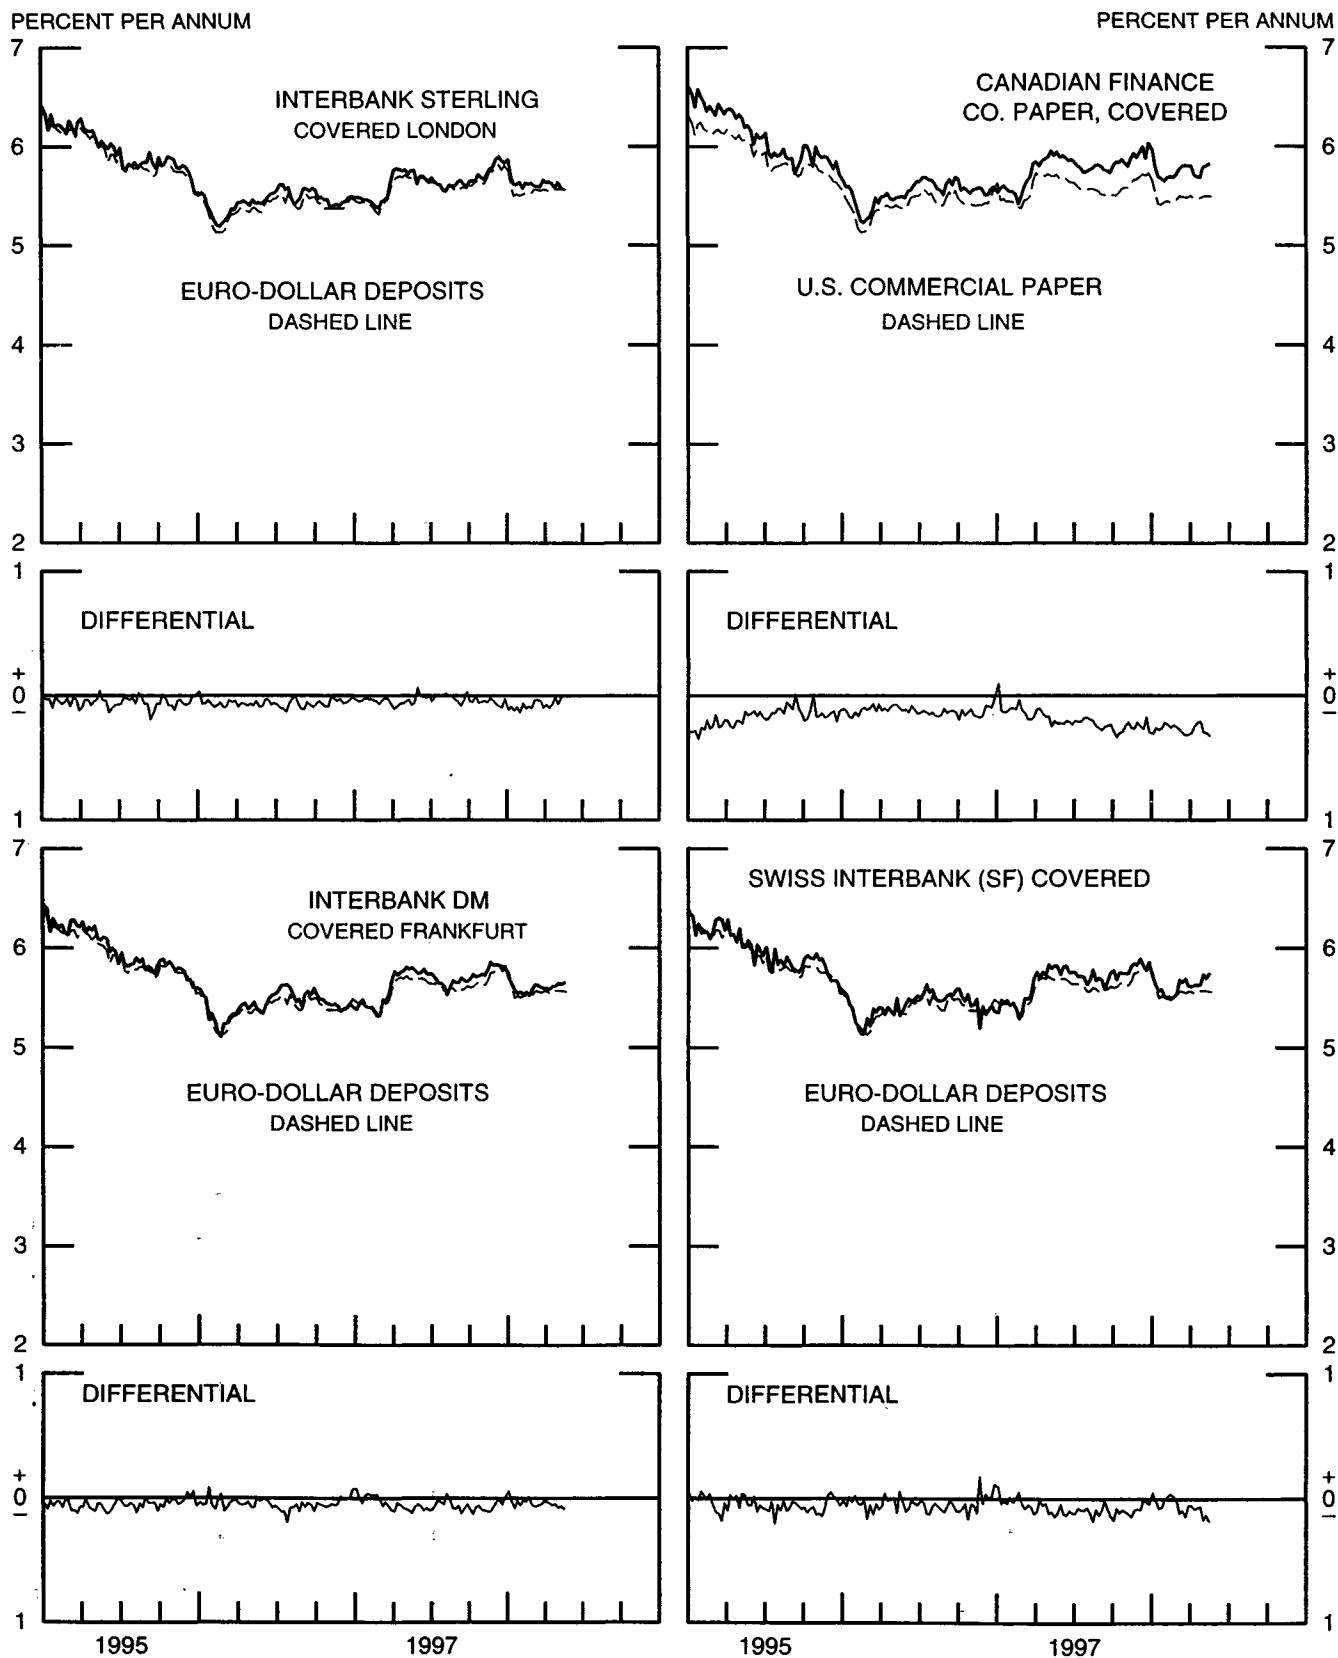 PERCENT PER ANNUM
PERCENT PER ANNUM
7
INTERBANK STERLING
COVERED LONDON
6
5
EURO-DOLLAR DEPOSITS
DASHED LINE
4
3
2
7
CANADIAN FINANCE
CO. PAPER, COVERED
6
5
U.S. COMMERCIAL PAPER
DASHED LINE
4
3
2
1
DIFFERENTIAL
+
0
–
1
1
DIFFERENTIAL
+
0
–
1
7
INTERBANK DM
COVERED FRANKFURT
6
5
EURO-DOLLAR DEPOSITS
DASHED LINE
4
3
2
7
SWISS INTERBANK (SF) COVERED
6
5
EURO-DOLLAR DEPOSITS
DASHED LINE
4
3
2
1
DIFFERENTIAL
+
0
–
1
1
DIFFERENTIAL
+
0
–
1
1995 1997
1995 1997